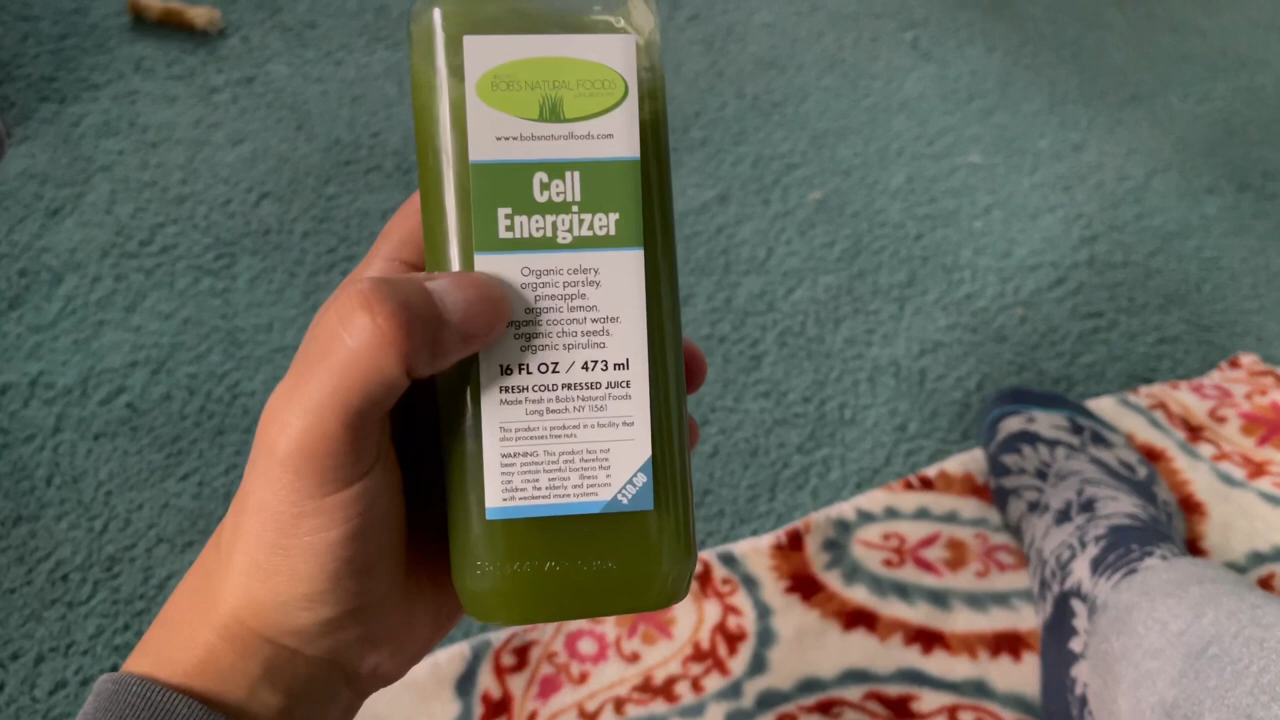 BOB'S NATURAL FOODS
www.bobsnaturalfoods.com
Cell
Energizer
Organic celery,
organic parsley,
pineapple,
organic lemon,
organic coconut water,
organic chia seeds,
organic spirulina.
16 FL OZ / 473 ml
FRESH COLD PRESSED JUICE
Made Fresh in Bob's Natural Foods
Long Beach, NY 11561
This product is produced in a facility that
also processes tree nuts.
WARNING: This product has not
been pasteurized and, therefore,
may contain harmful bacteria that
can cause serious illness in
children, the elderly, and persons
with weakened imune systems.
$10.00